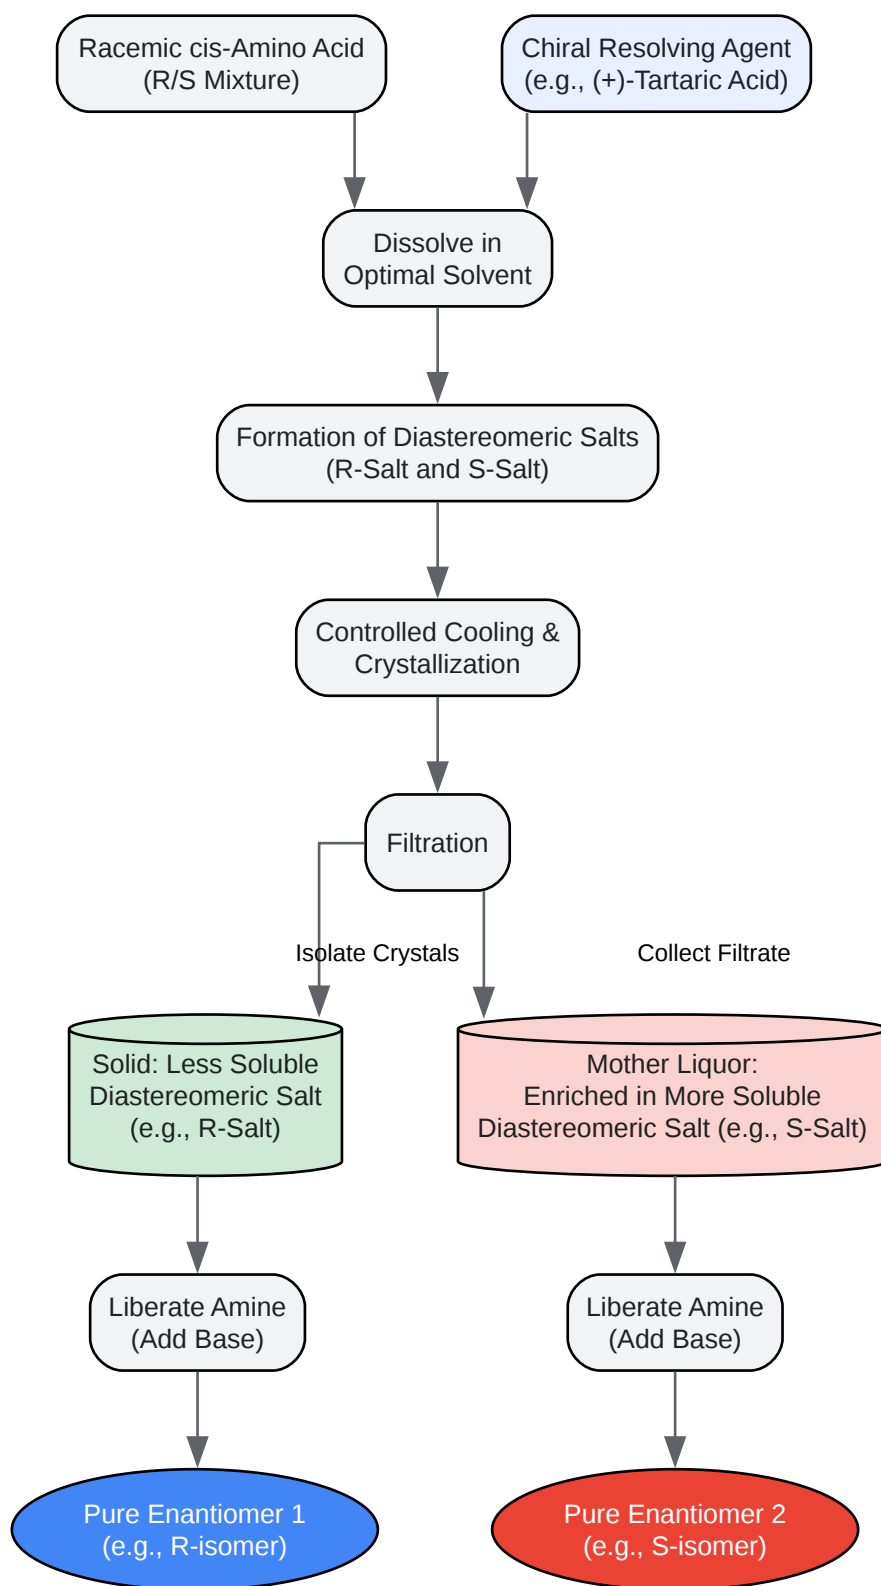 Racemic cis-Amino Acid
(R/S Mixture)
Chiral Resolving Agent
(e.g., (+)-Tartaric Acid)
Dissolve in
Optimal Solvent
Formation of Diastereomeric Salts
(R-Salt and S-Salt)
Controlled Cooling &
Crystallization
Filtration
Isolate Crystals
Collect Filtrate
Solid: Less Soluble
Diastereomeric Salt
(e.g., R-Salt)
Mother Liquor:
Enriched in More Soluble
Diastereomeric Salt (e.g., S-Salt)
Liberate Amine
(Add Base)
Liberate Amine
(Add Base)
Pure Enantiomer 1
(e.g., R-isomer)
Pure Enantiomer 2
(e.g., S-isomer)